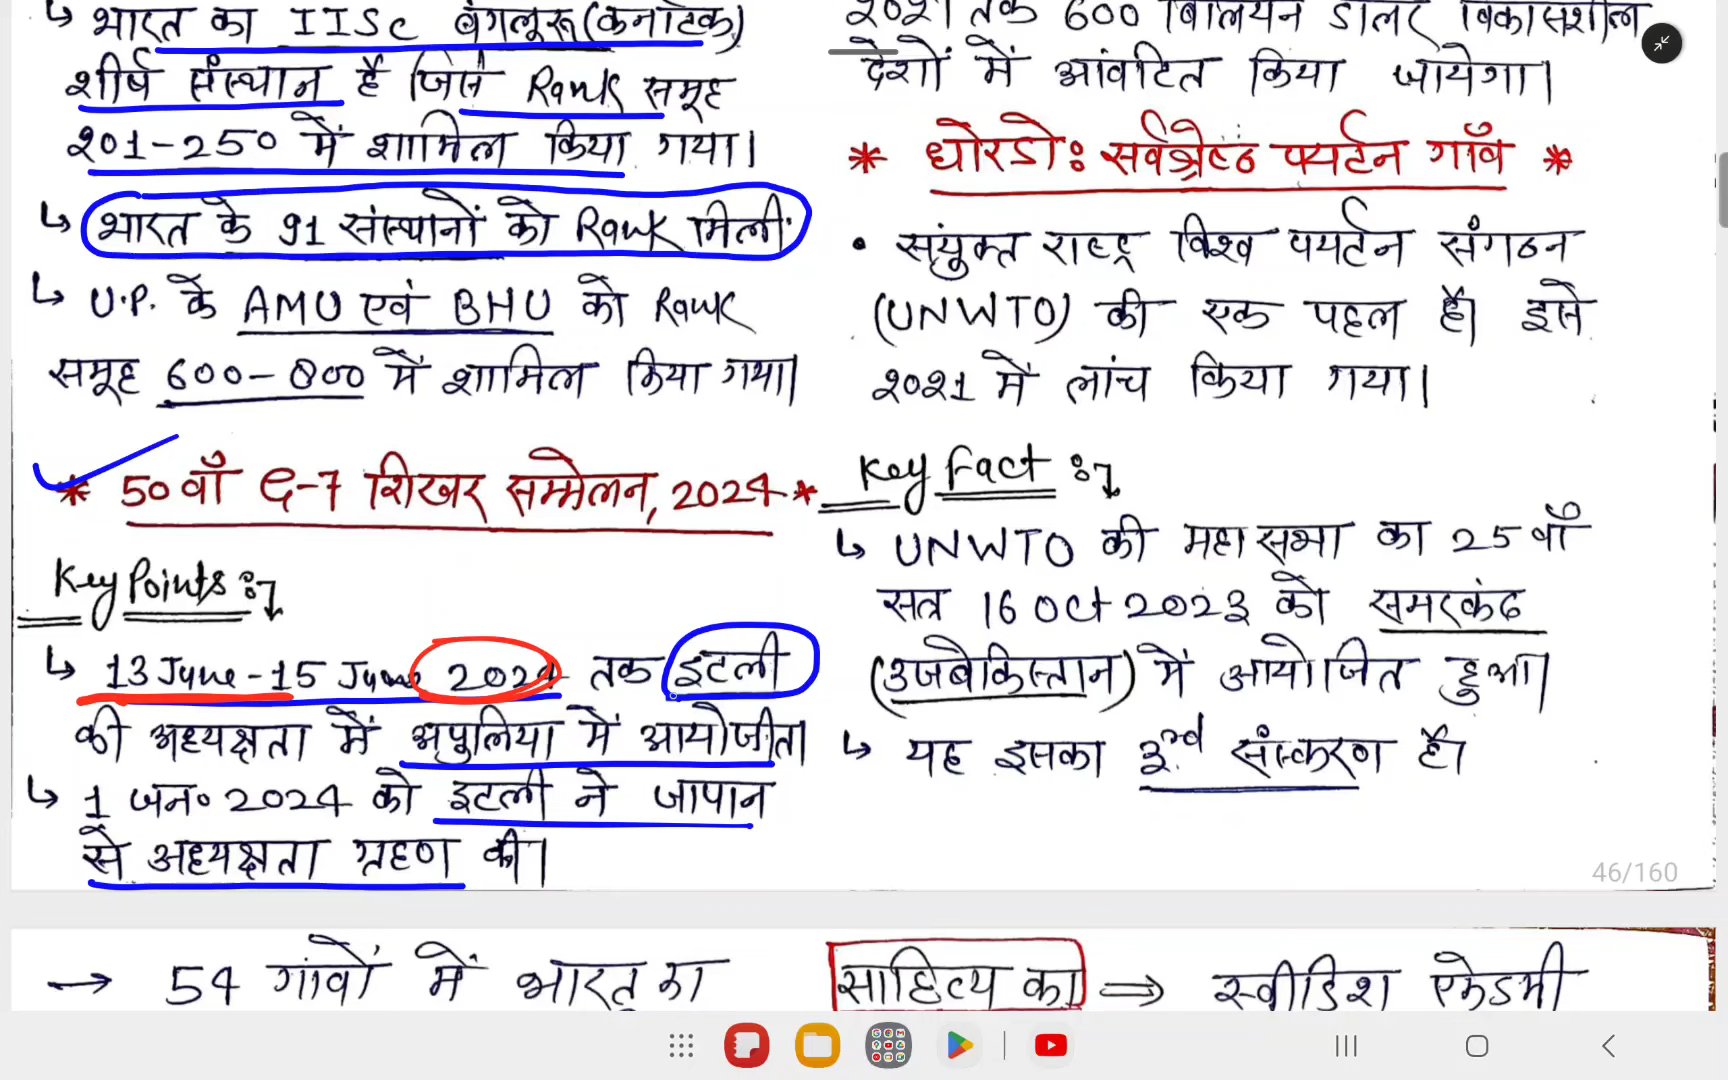 ↳ भारत का IISc बंगलूरू(कर्नाटक)
शीर्ष संस्थान है जिसे Rank समूह
201-250 में शामिल किया गया।
↳ भारत के 91 संस्थानों को Rank मिली
↳ U.P. के AMU एवं BHU को Rank
समूह 600-800 में शामिल किया गया।
* 50वाँ G-7 शिखर सम्मेलन, 2024 *
Key Points :↴
↳ 13 June - 15 June 2024 तक इटली
की अध्यक्षता में अपुलिया में आयोजीत।
↳ 1 जन॰ 2024 को इटली ने जापान
से अध्यक्षता ग्रहण की।
2021 तक 600 बिलियन डालर विकासशील
देशों में आवंटित किया जायेगा।
* धोरडो: सर्वश्रेष्ठ पर्यटन गाँव *
• संयुक्त राष्ट्र विश्व पर्यटन संगठन
(UNWTO) की एक पहल है। इसे
2021 में लांच किया गया।
Key Fact :↴
↳ UNWTO की महासभा का 25वाँ
सत्र 16 Oct 2023 को समरकंद
(उजबेकिस्तान) में आयोजित हुआ।
↳ यह इसका 3rd संस्करण है।
46/160
→ 54 गांवों में भारत का
साहित्य का ⇒ स्वीडिश एकेडमी